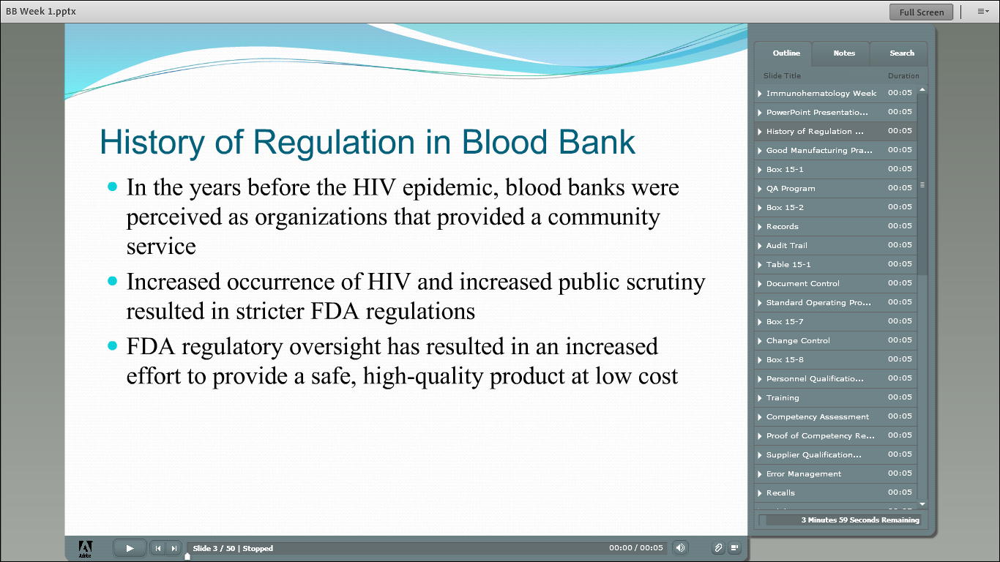 BB Week 1.pptx
Full Screen
History of Regulation in Blood Bank
In the years before the HIV epidemic, blood banks were
perceived as organizations that provided a community
service
Increased occurrence of HIV and increased public scrutiny
resulted in stricter FDA regulations
FDA regulatory oversight has resulted in an increased
effort to provide a safe, high-quality product at low cost
Outline Notes Search
Slide Title Duration
Immunohematology Week 00:05
PowerPoint Presentatio... 00:05
History of Regulation ... 00:05
Good Manufacturing Pra... 00:05
Box 15-1 00:05
QA Program 00:05
Box 15-2 00:05
Records 00:05
Audit Trail 00:05
Table 15-1 00:05
Document Control 00:05
Standard Operating Pro... 00:05
Box 15-7 00:05
Change Control 00:05
Box 15-8 00:05
Personnel Qualificatio... 00:05
Training 00:05
Competency Assessment 00:05
Proof of Competency Re... 00:05
Supplier Qualification... 00:05
Error Management 00:05
Recalls 00:05
3 Minutes 59 Seconds Remaining
Adobe
Slide 3 / 50 | Stopped 00:00 / 00:05